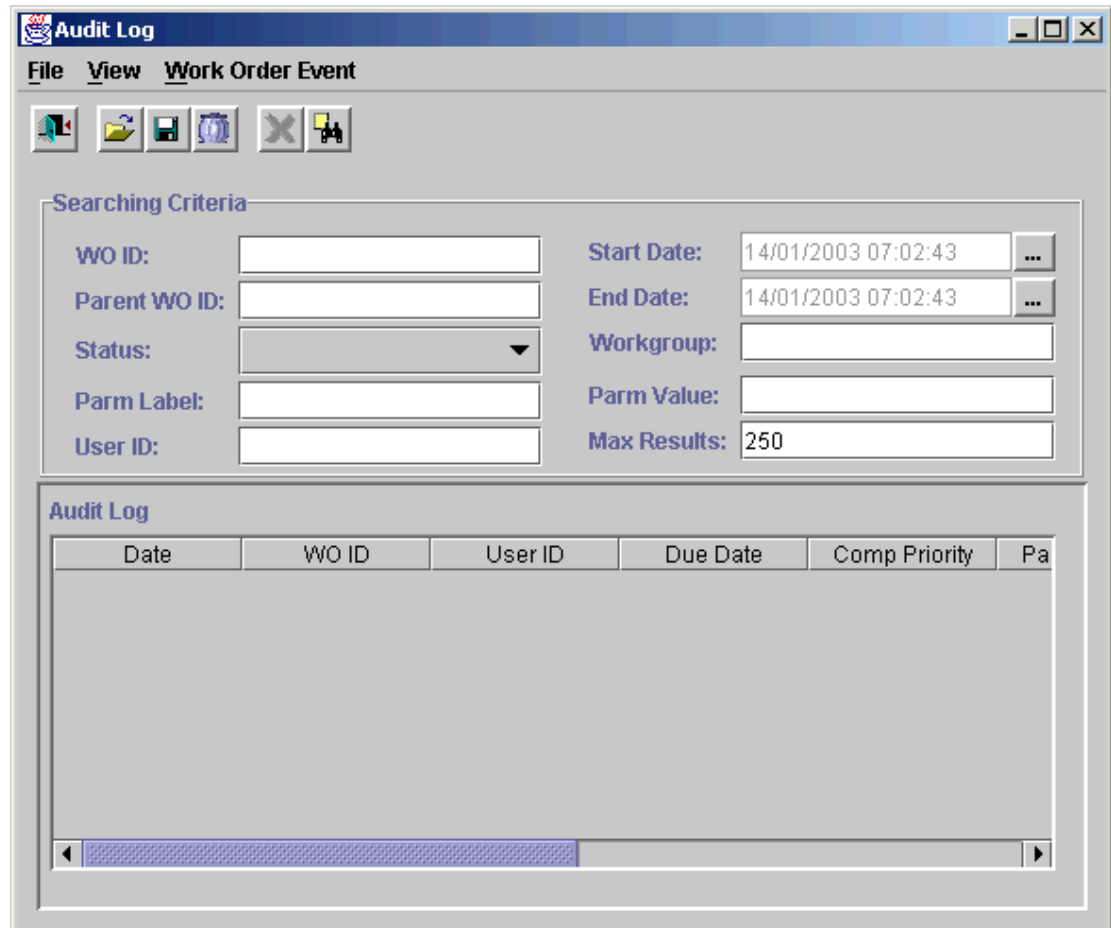 Audit Log
File View Work Order Event
Searching Criteria
WO ID:
Start Date: 14/01/2003 07:02:43 ...
Parent WO ID:
End Date: 14/01/2003 07:02:43 ...
Status:
Workgroup:
Parm Label:
Parm Value:
User ID:
Max Results: 250
Audit Log
Date WO ID User ID Due Date Comp Priority Pa